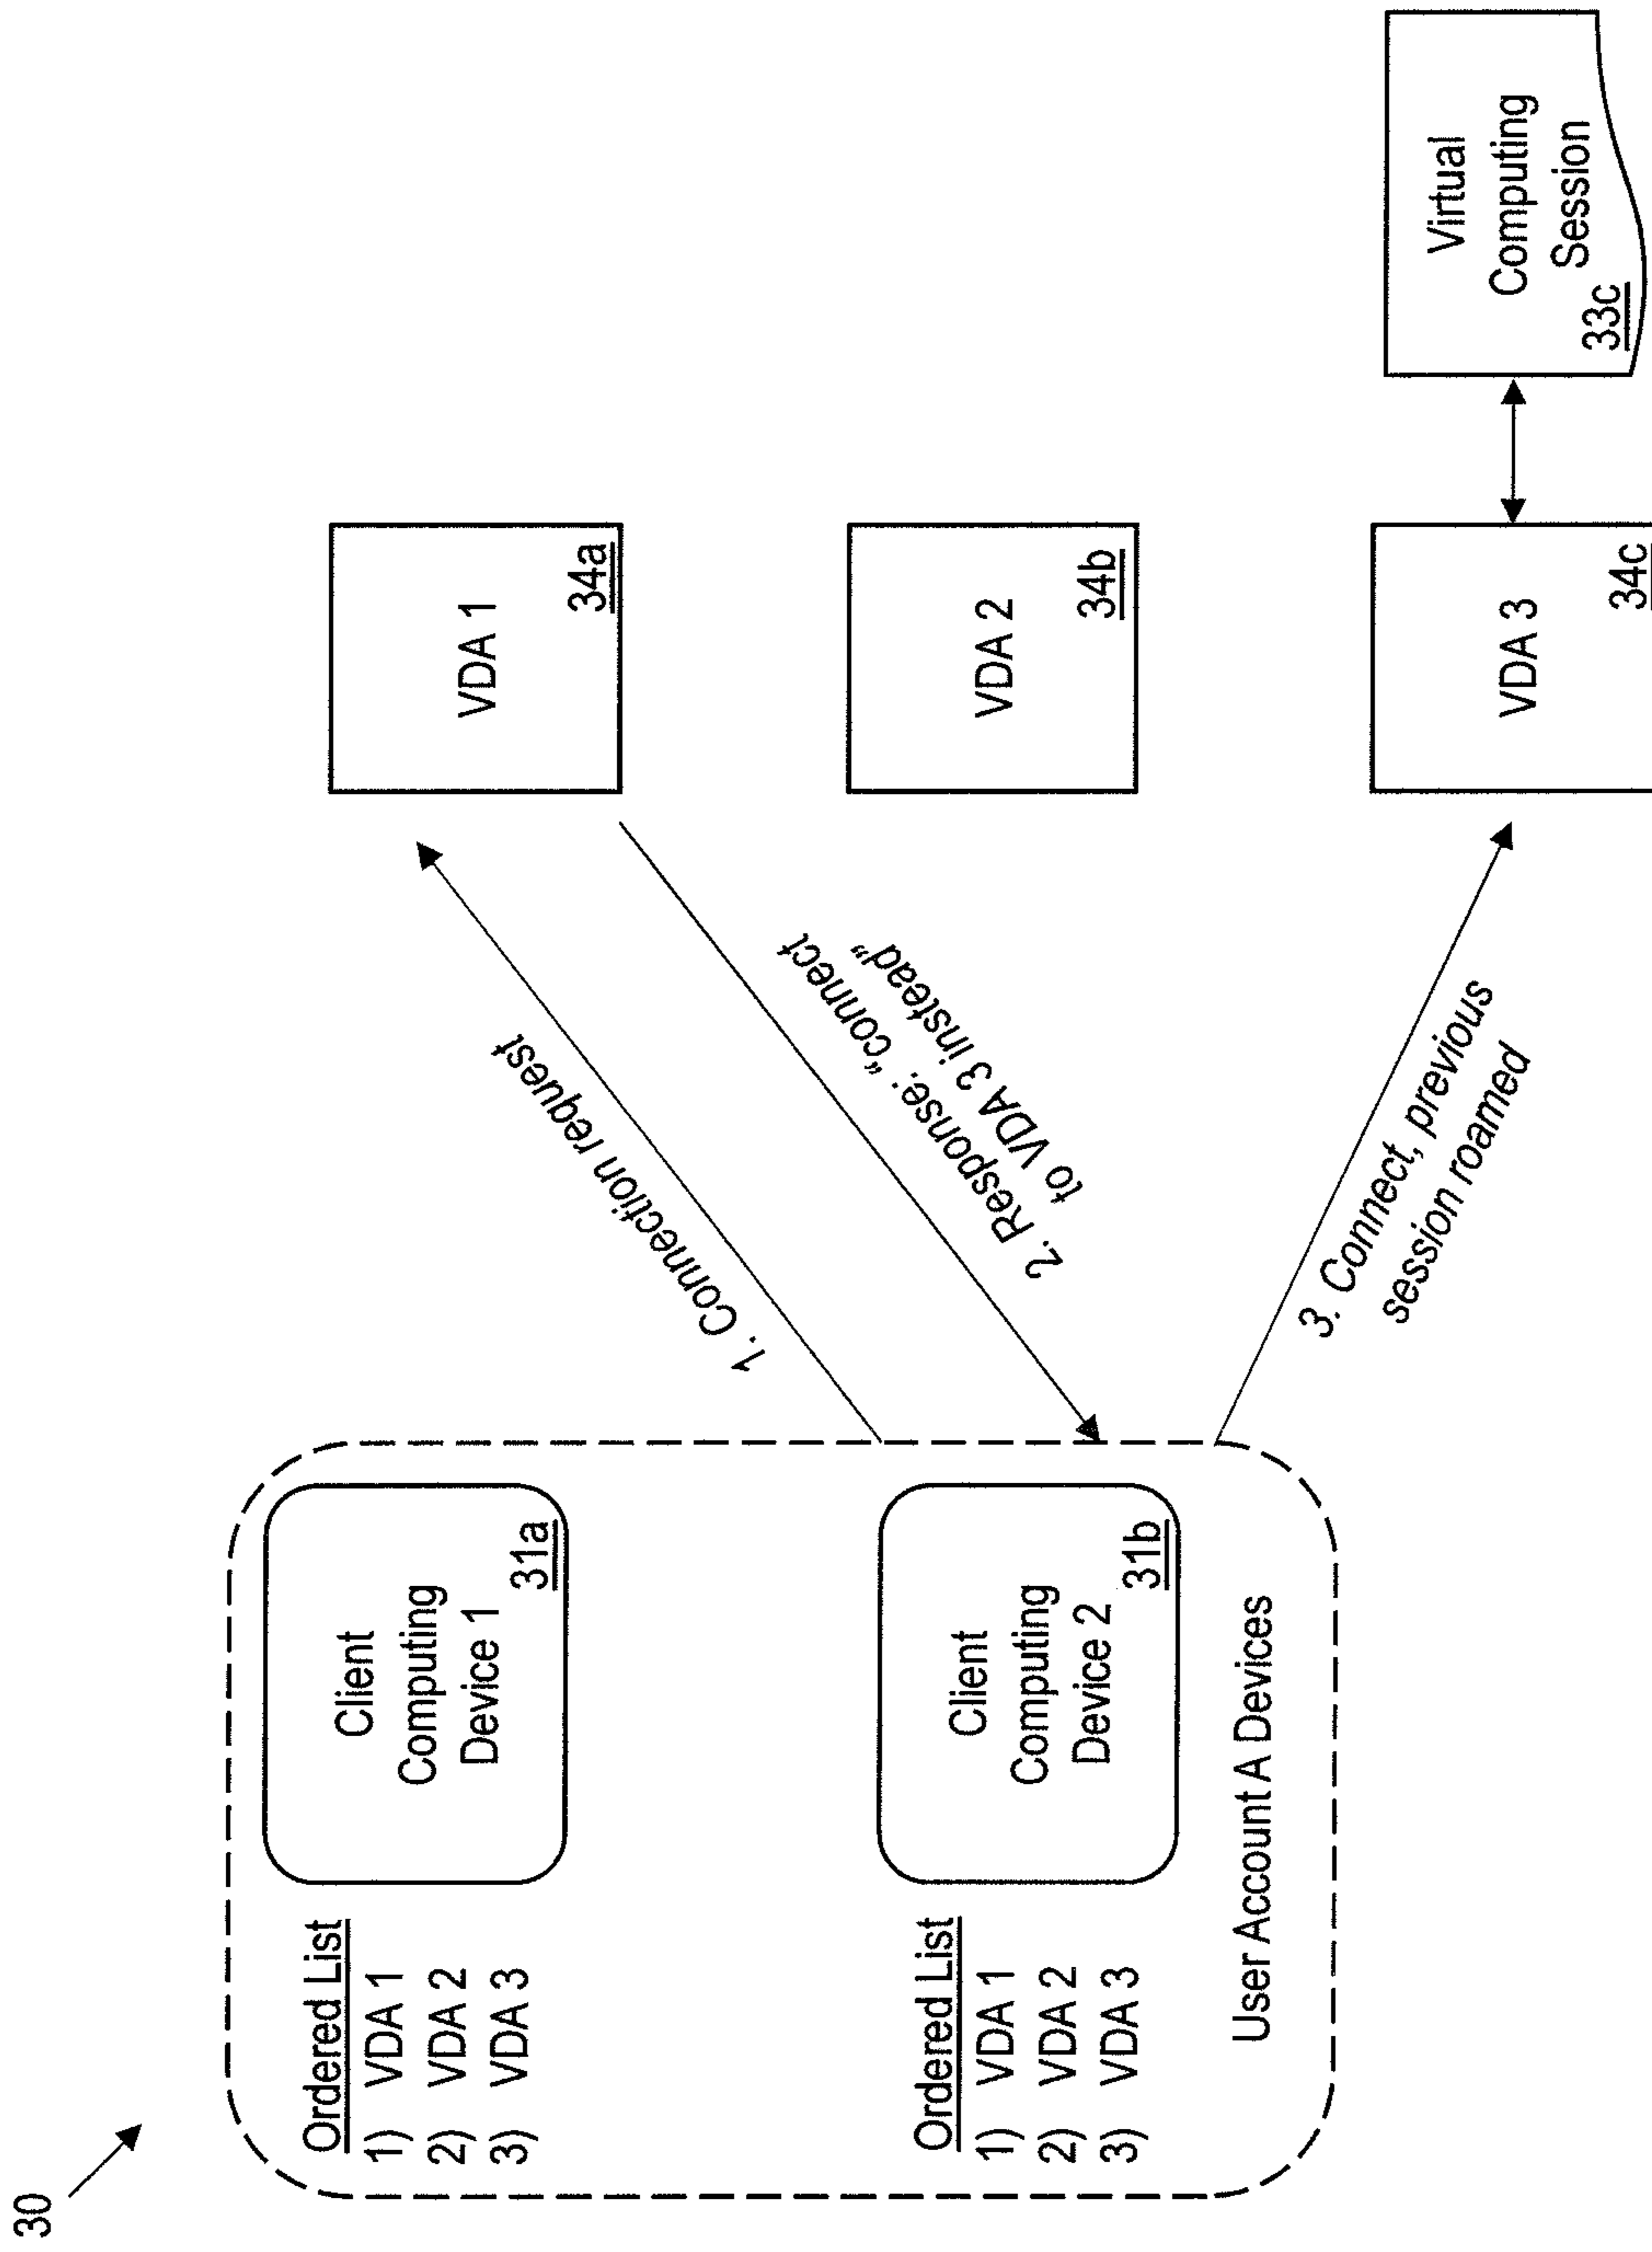 30
Ordered List
1) VDA 1
2) VDA 2
3) VDA 3
Client
Computing
Device 1
31a
Ordered List
1) VDA 1
2) VDA 2
3) VDA 3
Client
Computing
Device 2
31b
User Account A Devices
1. Connection request
2. Response: “connect
to VDA 3 instead”
3. Connect, previous
session roamed
VDA 1
34a
VDA 2
34b
VDA 3
34c
Virtual
Computing
Session
33c